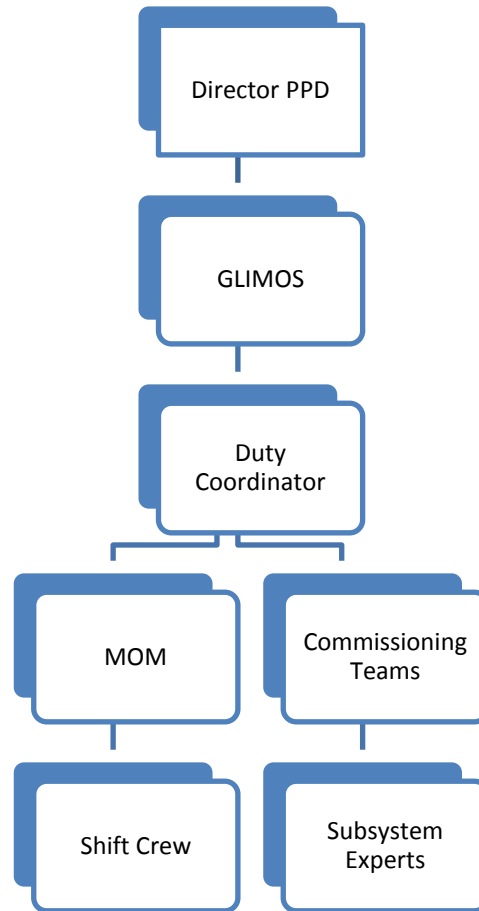 Director PPD
GLIMOS
Duty
Coordinator
MOM
Commissioning
Teams
Shift Crew
Subsystem
Experts